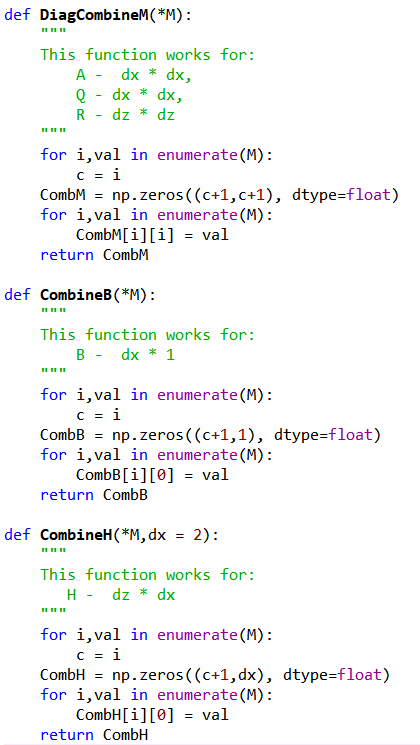 def DiagCombineM(*M):
    """
    This function works for:
        A -  dx * dx,
        Q - dx * dx,
        R - dz * dz
    """
    for i,val in enumerate(M):
        c = i
    CombM = np.zeros((c+1,c+1), dtype=float)
    for i,val in enumerate(M):
        CombM[i][i] = val
    return CombM

def CombineB(*M):
    """
    This function works for:
        B -  dx * 1
    """
    for i,val in enumerate(M):
        c = i
    CombB = np.zeros((c+1,1), dtype=float)
    for i,val in enumerate(M):
        CombB[i][0] = val
    return CombB

def CombineH(*M,dx = 2):
    """
    This function works for:
       H -  dz * dx
    """
    for i,val in enumerate(M):
        c = i
    CombH = np.zeros((c+1,dx), dtype=float)
    for i,val in enumerate(M):
        CombH[i][0] = val
    return CombH